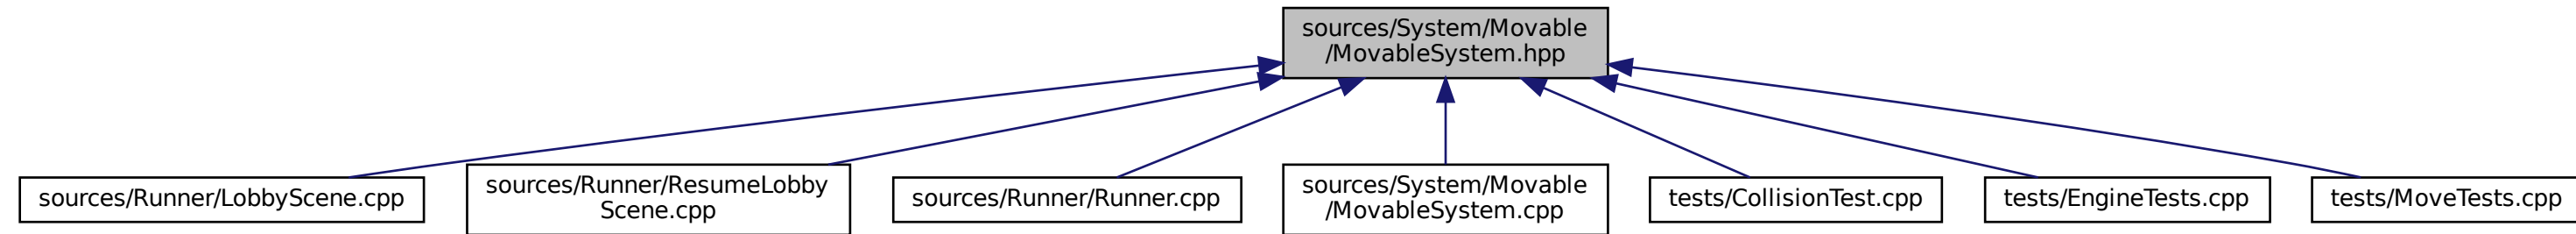 sources/System/Movable
/MovableSystem.hpp
sources/Runner/LobbyScene.cpp
sources/Runner/ResumeLobby
Scene.cpp
sources/Runner/Runner.cpp
sources/System/Movable
/MovableSystem.cpp
tests/CollisionTest.cpp
tests/EngineTests.cpp
tests/MoveTests.cpp